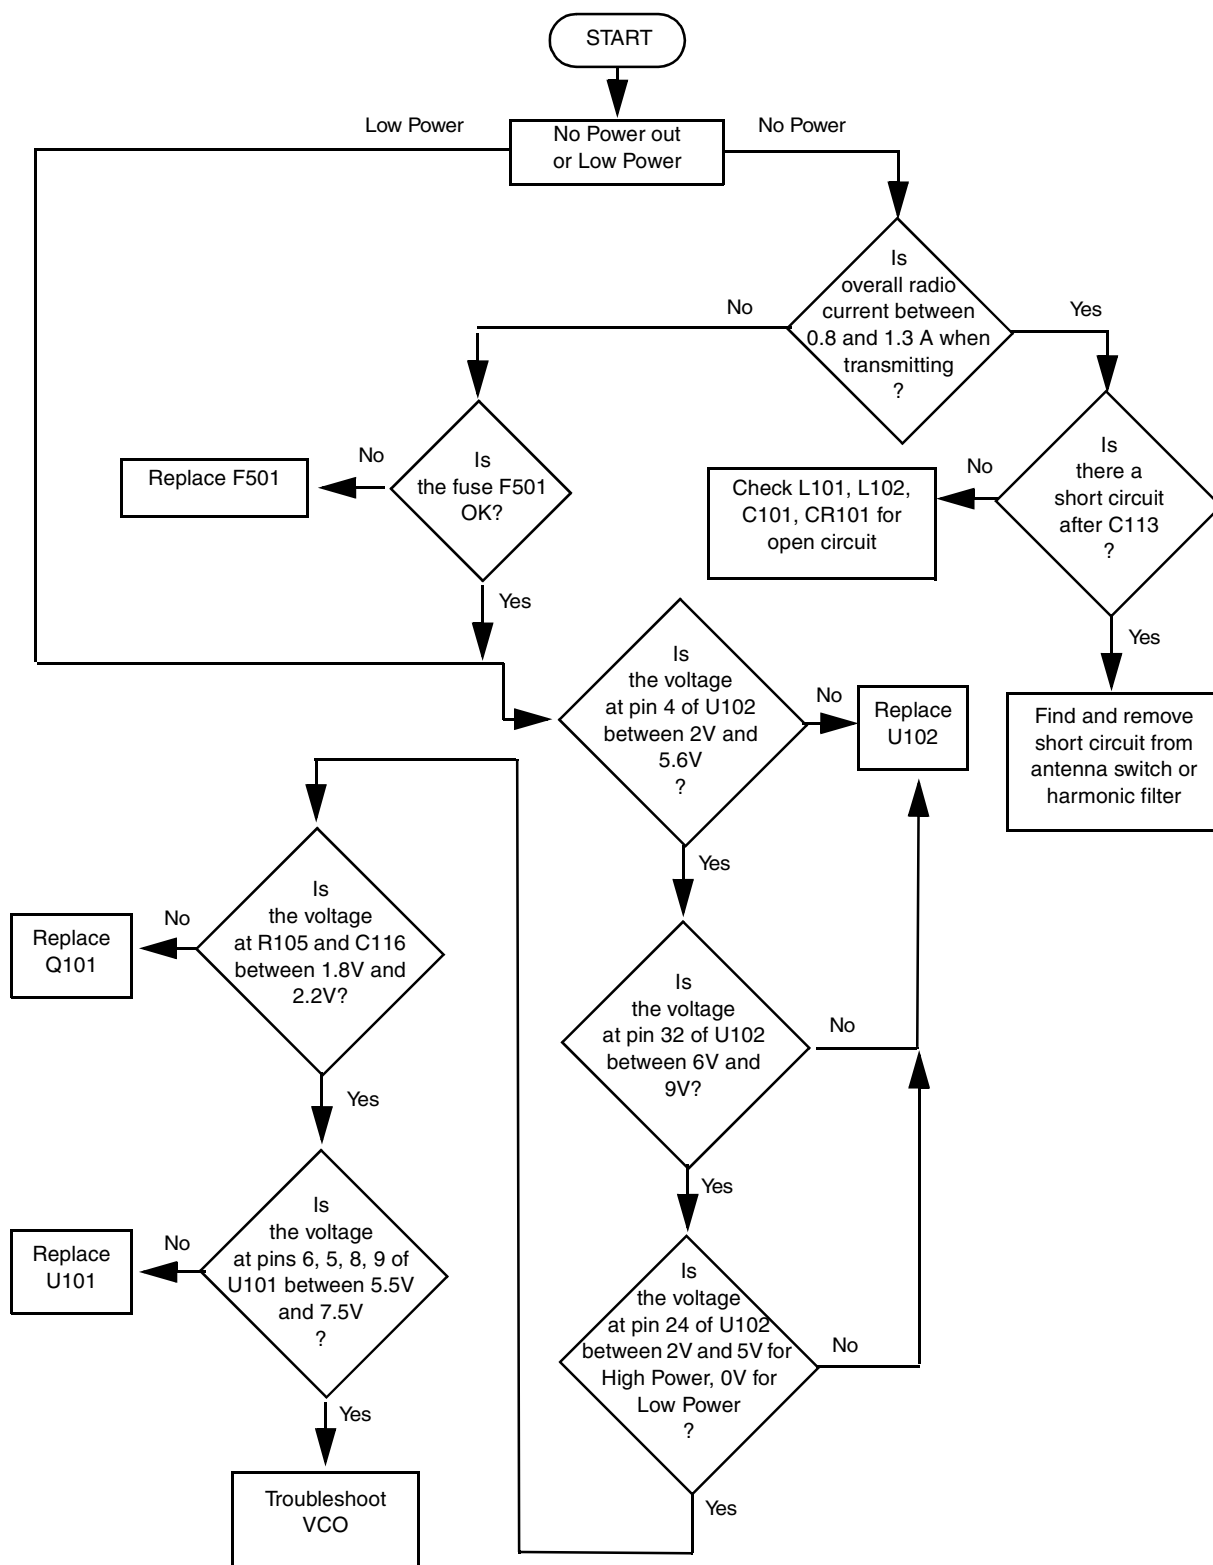 START
Low Power
No Power out
or Low Power
No Power
Is
overall radio
current between
0.8 and 1.3 A when
transmitting
?
No
Yes
Is
the fuse F501
OK?
No
Replace F501
Yes
Is
there a
short circuit
after C113
?
No
Check L101, L102,
C101, CR101 for
open circuit
Yes
Find and remove
short circuit from
antenna switch or
harmonic filter
Is
the voltage
at pin 4 of U102
between 2V and
5.6V
?
No
Replace
U102
Yes
Is
the voltage
at pin 32 of U102
between 6V and
9V?
No
Yes
Is
the voltage
at pin 24 of U102
between 2V and 5V for
High Power, 0V for
Low Power
?
No
Yes
Is
the voltage
at R105 and C116
between 1.8V and
2.2V?
No
Replace
Q101
Yes
Is
the voltage
at pins 6, 5, 8, 9 of
U101 between 5.5V
and 7.5V
?
No
Replace
U101
Yes
Troubleshoot
VCO